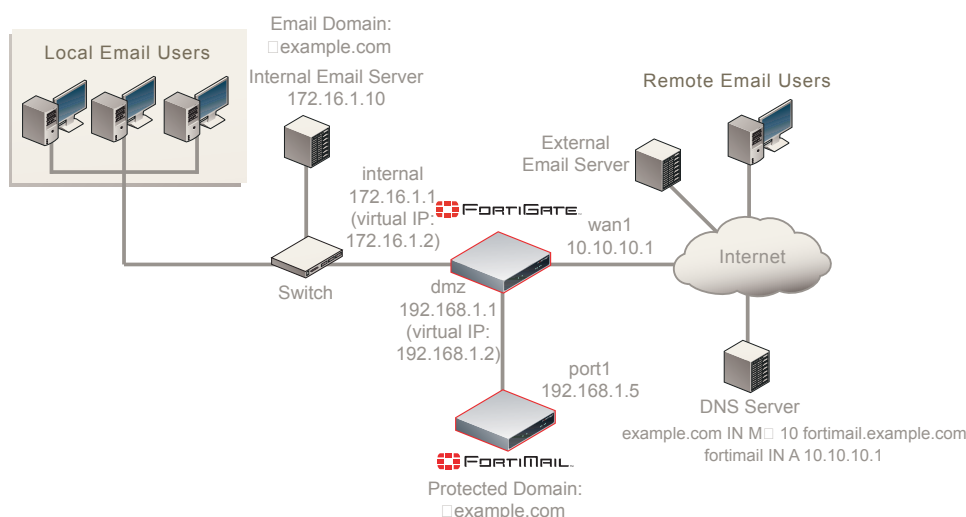 Email Domain:
□example.com
Local Email Users
Internal Email Server
172.16.1.10
Remote Email Users
External
Email Server
internal
172.16.1.1
(virtual IP:
172.16.1.2)
FORTIGATE
wan1
10.10.10.1
Internet
Switch
dmz
192.168.1.1
(virtual IP:
192.168.1.2)
port1
192.168.1.5
DNS Server
example.com IN M□ 10 fortimail.example.com
fortimail IN A 10.10.10.1
FORTIMAIL
Protected Domain:
□example.com